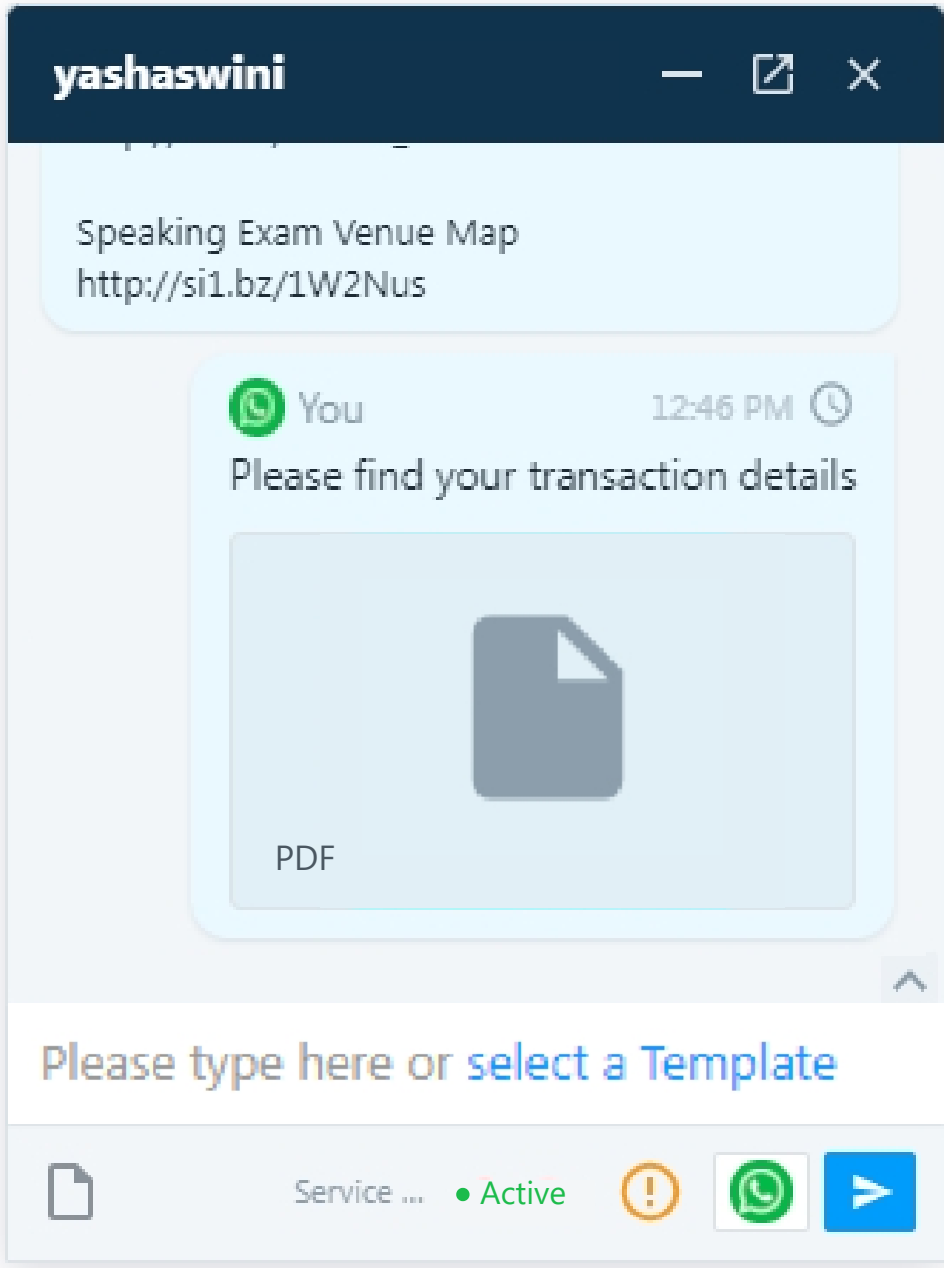 yashaswini
Speaking Exam Venue Map
http://si1.bz/1W2Nus
You 12:46 PM
Please find your transaction details
PDF
Please type here or select a Template
Service ... • Active